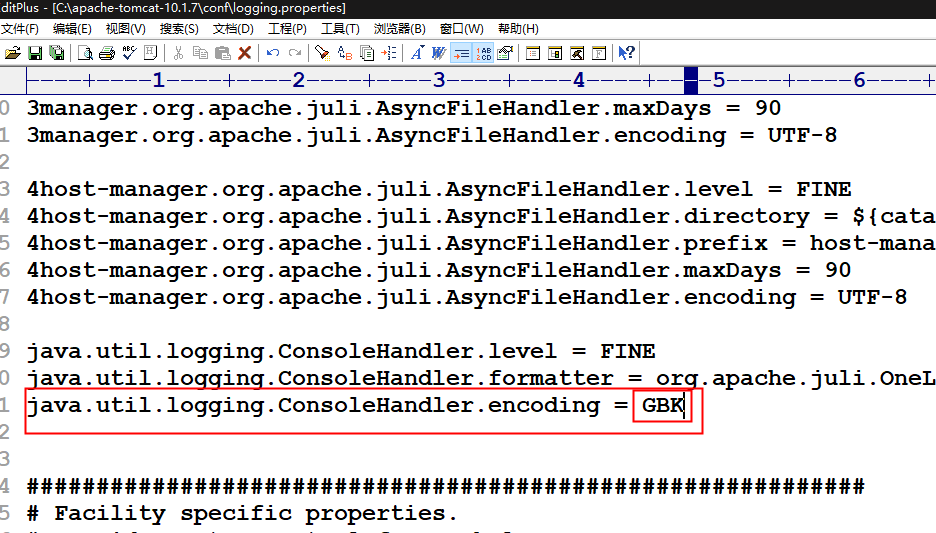 ditPlus - [C:\apache-tomcat-10.1.7\conf\logging.properties]
文件(F) 编辑(E) 视图(V) 搜索(S) 文档(D) 工程(P) 工具(T) 浏览器(B) 窗口(W) 帮助(H)
1 2 3 4 5 6
0 3manager.org.apache.juli.AsyncFileHandler.maxDays = 90
1 3manager.org.apache.juli.AsyncFileHandler.encoding = UTF-8
2
3 4host-manager.org.apache.juli.AsyncFileHandler.level = FINE
4 4host-manager.org.apache.juli.AsyncFileHandler.directory = ${cata
5 4host-manager.org.apache.juli.AsyncFileHandler.prefix = host-mana
6 4host-manager.org.apache.juli.AsyncFileHandler.maxDays = 90
7 4host-manager.org.apache.juli.AsyncFileHandler.encoding = UTF-8
8
9 java.util.logging.ConsoleHandler.level = FINE
0 java.util.logging.ConsoleHandler.formatter = org.apache.juli.OneL
1 java.util.logging.ConsoleHandler.encoding = GBK
2
3
4 ############################################################
5 # Facility specific properties.